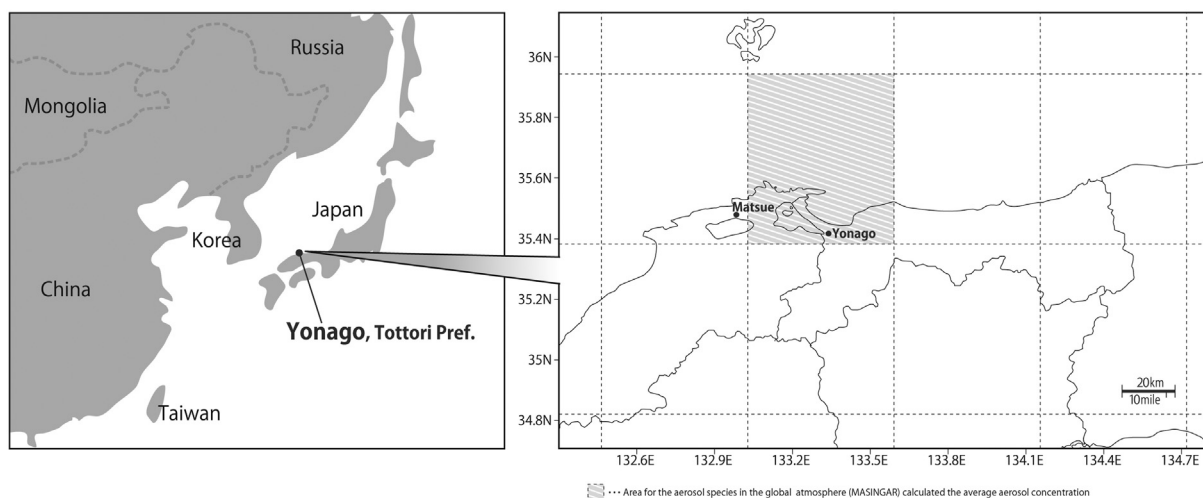 Russia
Mongolia
Japan
Korea
China
Yonago, Tottori Pref.
Taiwan
36N
35.8N
35.6N
35.4N
35.2N
35N
34.8N
Matsue
Yonago
20km
10mile
132.6E 132.9E 133.2E 133.5E 133.8E 134.1E 134.4E 134.7E
··· Area for the aerosol species in the global atmosphere (MASINGAR) calculated the average aerosol concentration